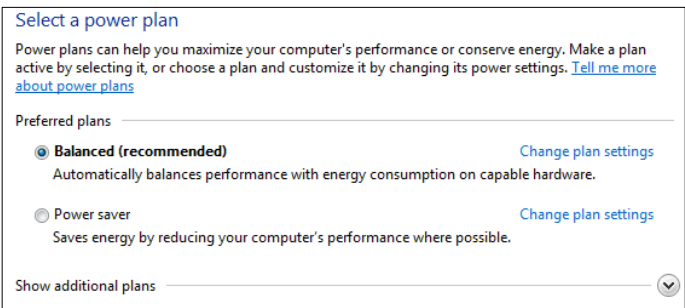 Select a power plan
Power plans can help you maximize your computer's performance or conserve energy. Make a plan
active by selecting it, or choose a plan and customize it by changing its power settings. Tell me more
about power plans
Preferred plans
Balanced (recommended) Change plan settings
Automatically balances performance with energy consumption on capable hardware.
Power saver Change plan settings
Saves energy by reducing your computer's performance where possible.
Show additional plans